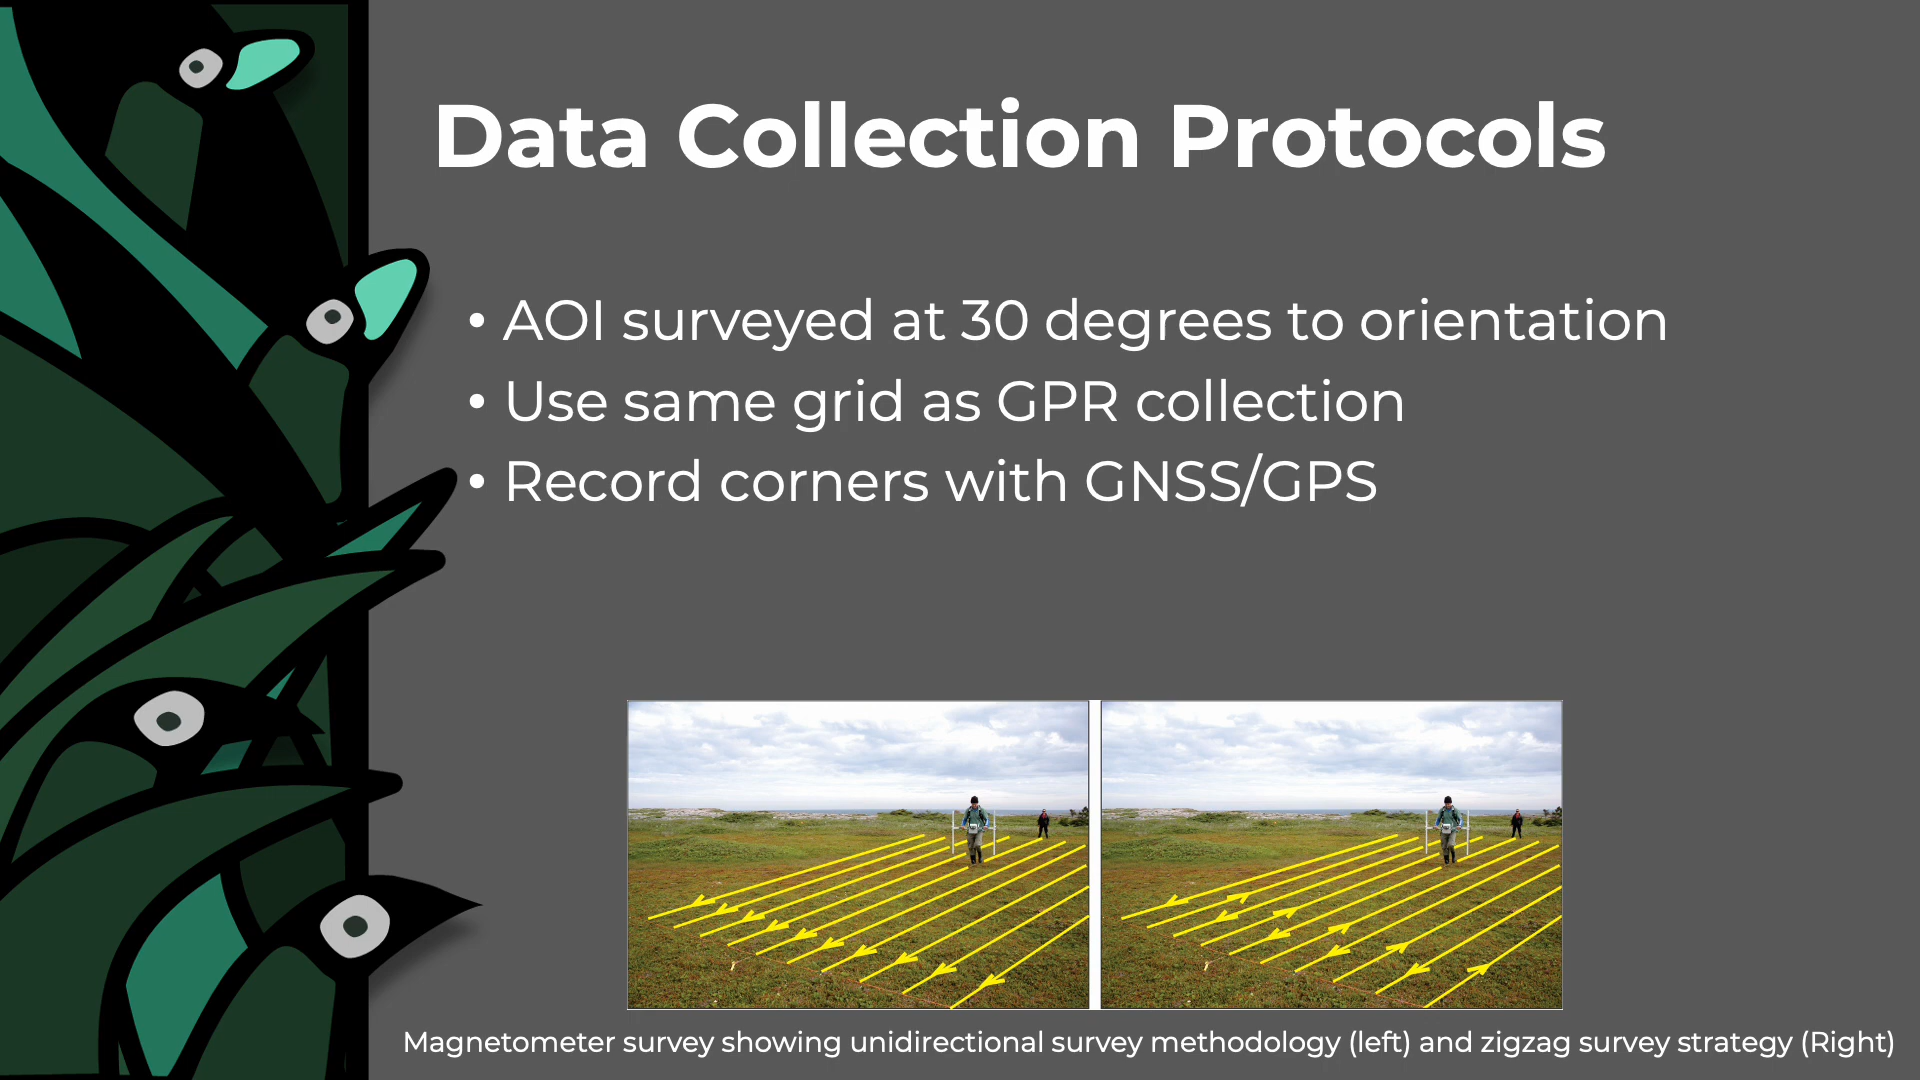 Data Collection Protocols
• AOI surveyed at 30 degrees to orientation
• Use same grid as GPR collection
• Record corners with GNSS/GPS
Magnetometer survey showing unidirectional survey methodology (left) and zigzag survey strategy (Right)